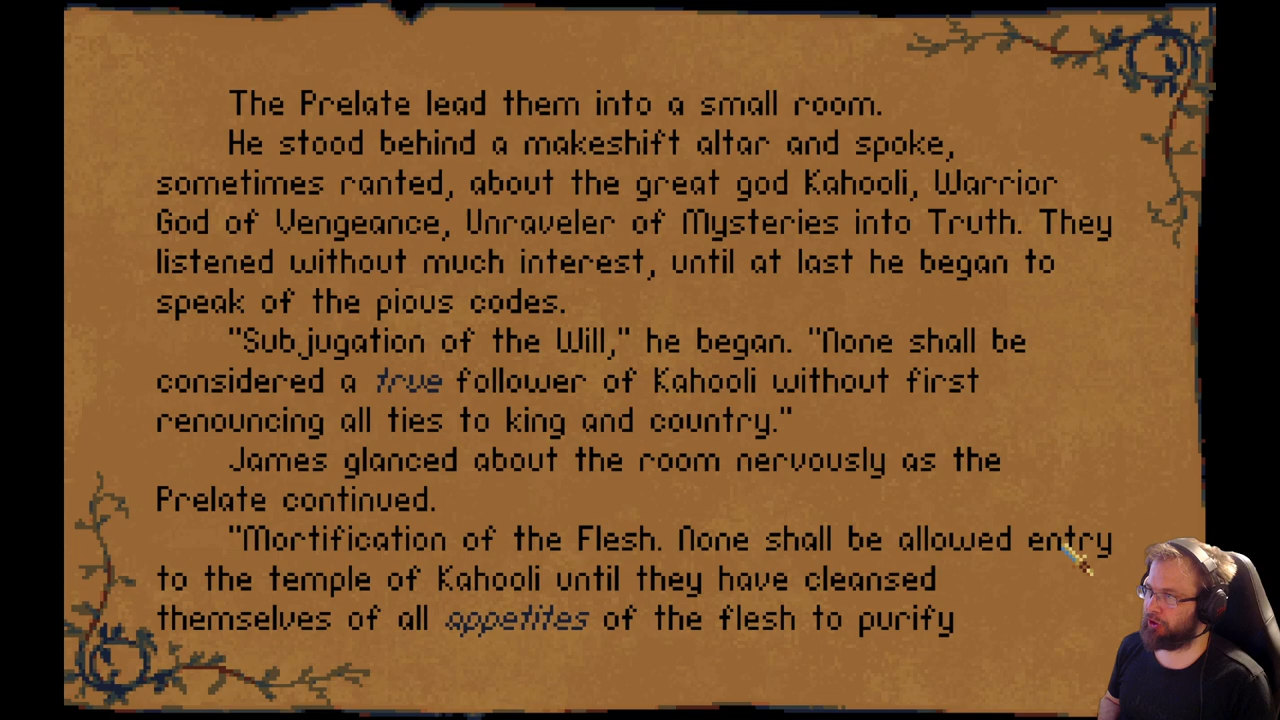 The Prelate lead them into a small room.
He stood behind a makeshift altar and spoke,
sometimes ranted, about the great god Kahooli, Warrior
God of Vengeance, Unraveler of Mysteries into Truth. They
listened without much interest, until at last he began to
speak of the pious codes.
"Subjugation of the Will," he began. "None shall be
considered a true follower of Kahooli without first
renouncing all ties to king and country."
James glanced about the room nervously as the
Prelate continued.
"Mortification of the Flesh. None shall be allowed entry
to the temple of Kahooli until they have cleansed
themselves of all appetites of the flesh to purify